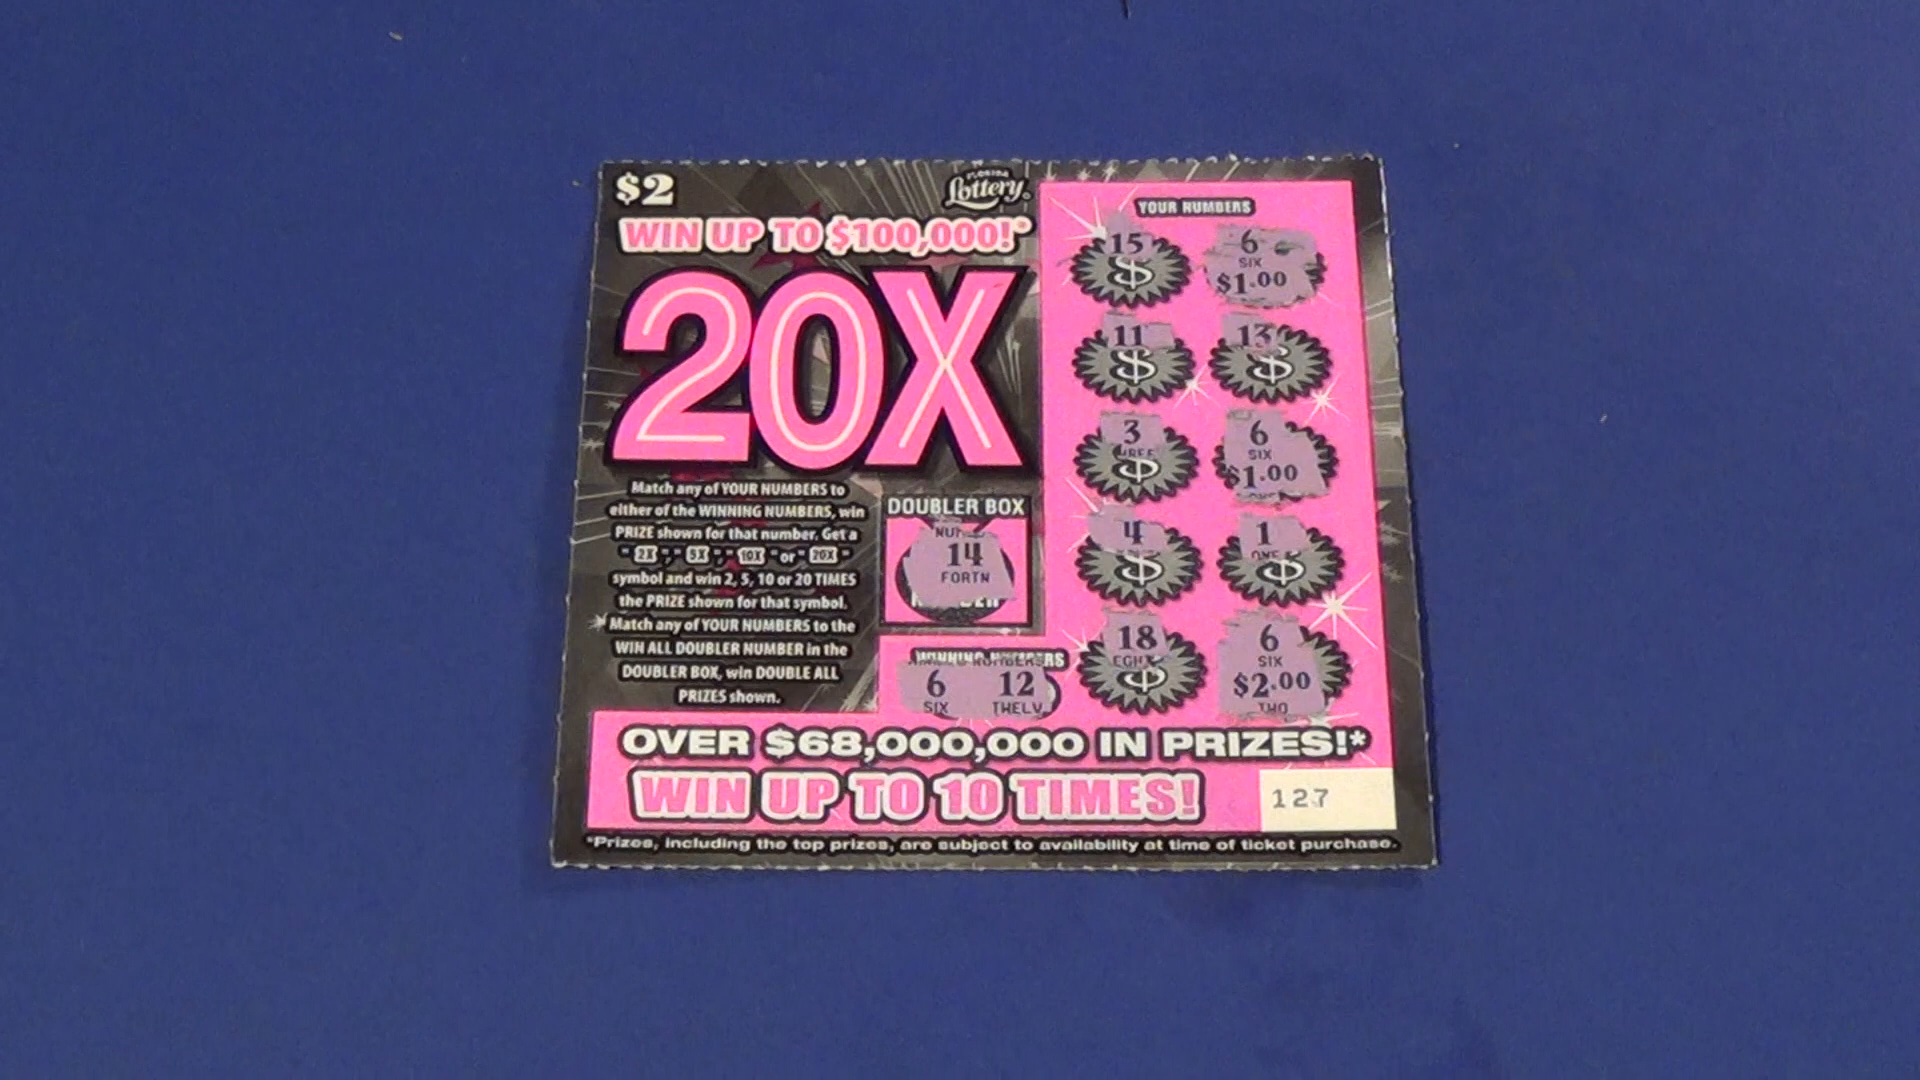 $2
FLORIDA
Lottery
WIN UP TO $100,000!*
20X
Match any of YOUR NUMBERS to
either of the WINNING NUMBERS, win
PRIZE shown for that number. Get a
"2X", "5X", "10X" or "20X"
symbol and win 2, 5, 10 or 20 TIMES
the PRIZE shown for that symbol.
Match any of YOUR NUMBERS to the
WIN ALL DOUBLER NUMBER in the
DOUBLER BOX, win DOUBLE ALL
PRIZES shown.
DOUBLER BOX
14
FORTN
WINNING NUMBERS
6 12
SIX TWELV
YOUR NUMBERS
15 6
SIX
$ $1.00
11 13
$ $
3 6
SIX
$ $1.00
4 1
ONE
$ $
18 6
EGHT SIX
$ $2.00
TWO
OVER $68,000,000 IN PRIZES!*
WIN UP TO 10 TIMES!
127
*Prizes, including the top prizes, are subject to availability at time of ticket purchase.